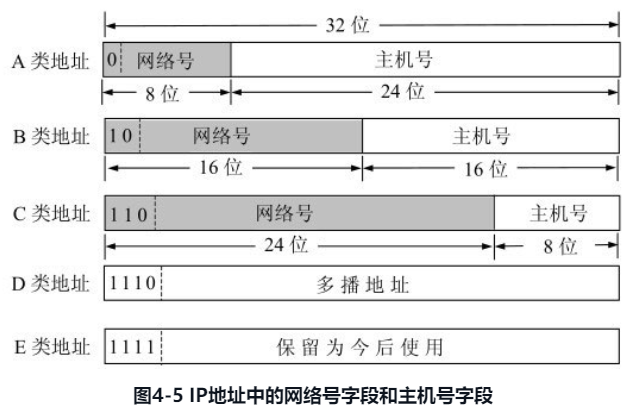 32 位
A 类地址 0 网络号 主机号
8 位 24 位
B 类地址 10 网络号 主机号
16 位 16 位
C 类地址 110 网络号 主机号
24 位 8 位
D 类地址 1110 多播地址
E 类地址 1111 保留为今后使用
图4-5 IP地址中的网络号字段和主机号字段